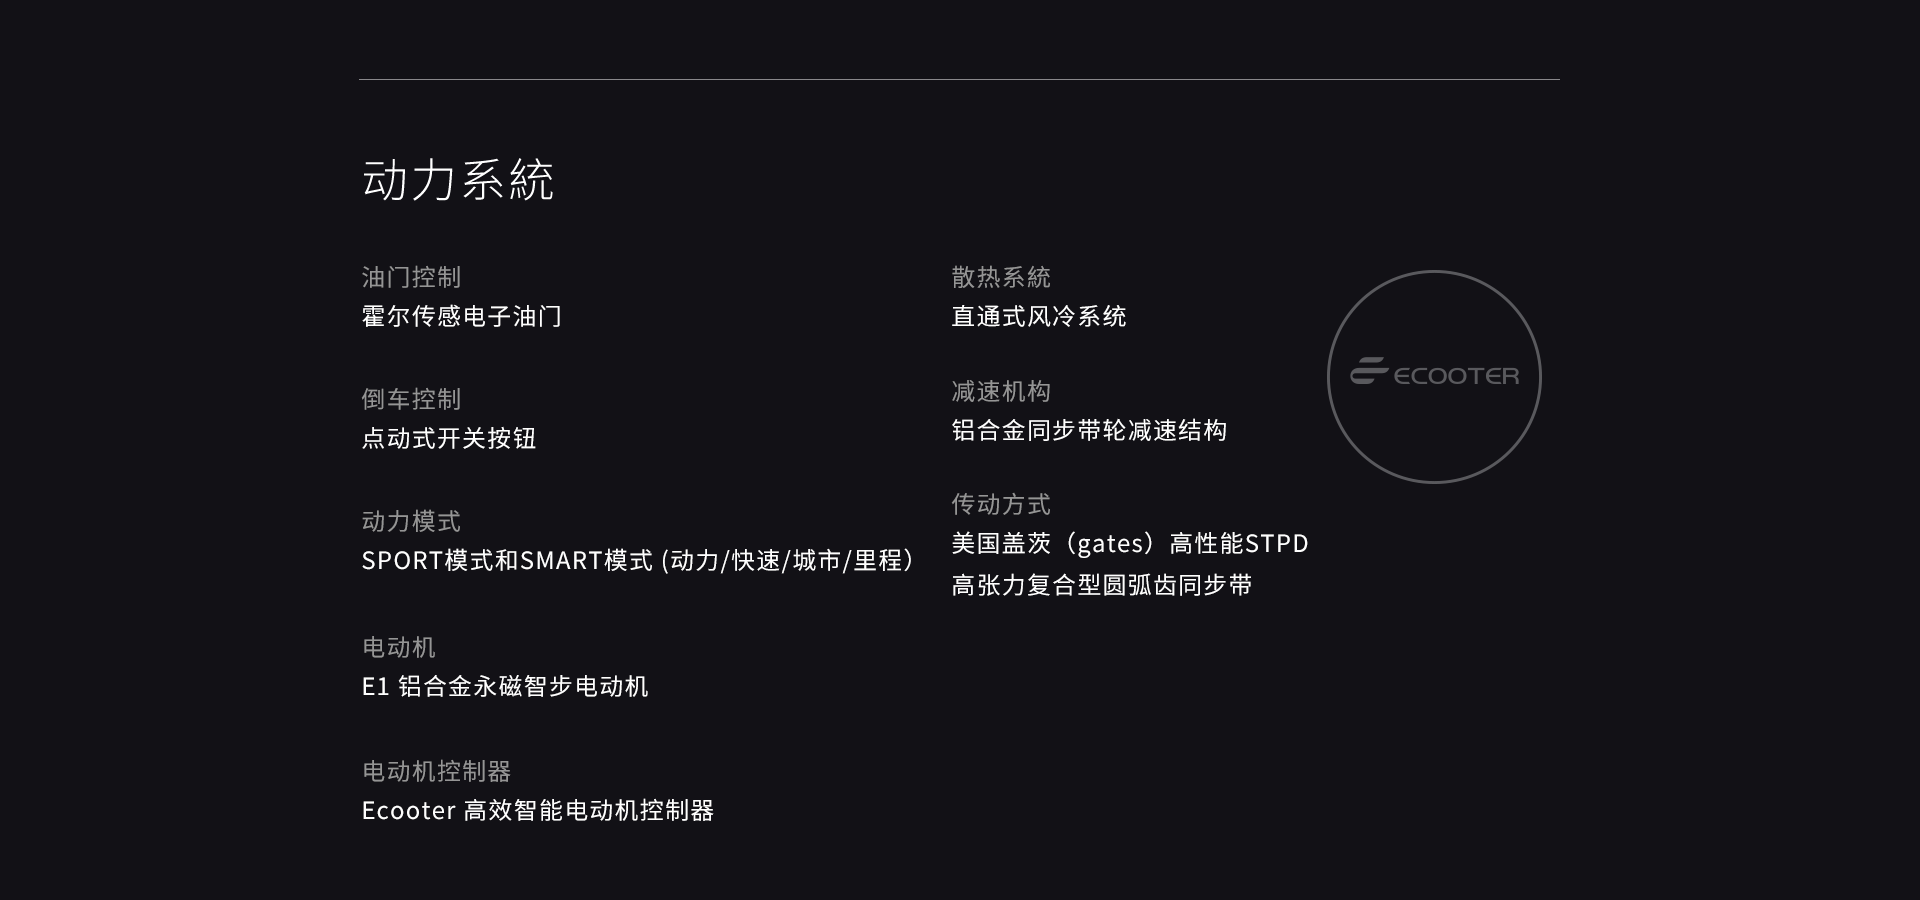 动力系統
油门控制
霍尔传感电子油门
倒车控制
点动式开关按钮
动力模式
SPORT模式和SMART模式 (动力/快速/城市/里程）
电动机
E1 铝合金永磁智步电动机
电动机控制器
Ecooter 高效智能电动机控制器
散热系統
直通式风冷系统
减速机构
铝合金同步带轮减速结构
传动方式
美国盖茨（gates）高性能STPD
高张力复合型圆弧齿同步带
ECOOTER